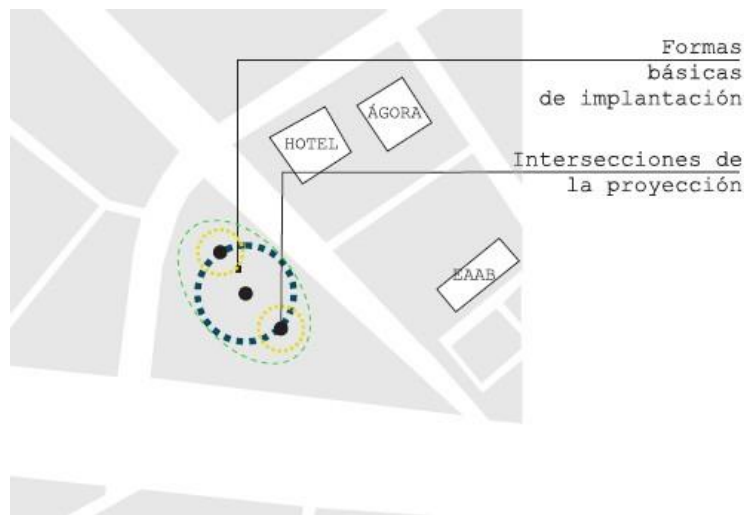 Formas
básicas
de implantación
ÁGORA
HOTEL
Intersecciones de
la proyección
EAAB